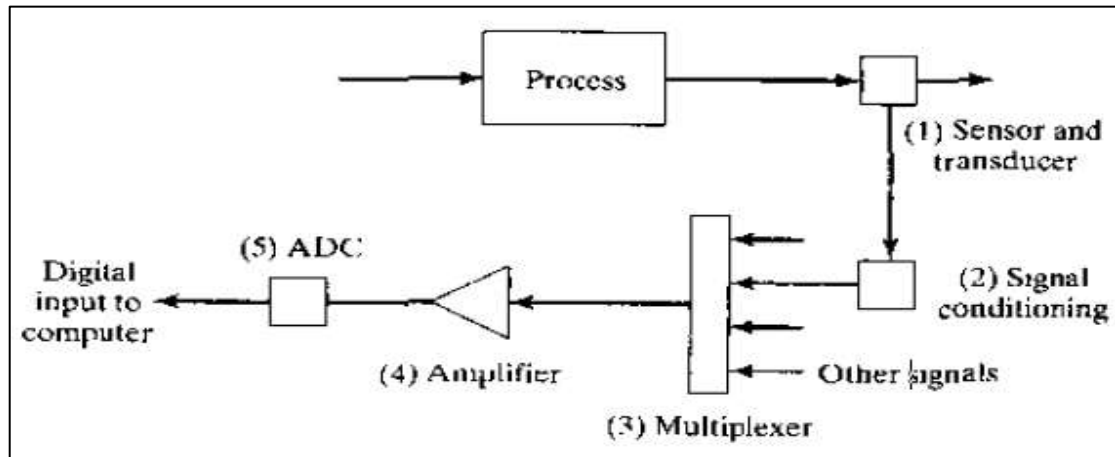 Process
(1) Sensor and
transducer
(5) ADC
Digital
input to
computer
(2) Signal
conditioning
(4) Amplifier
Other signals
(3) Multiplexer